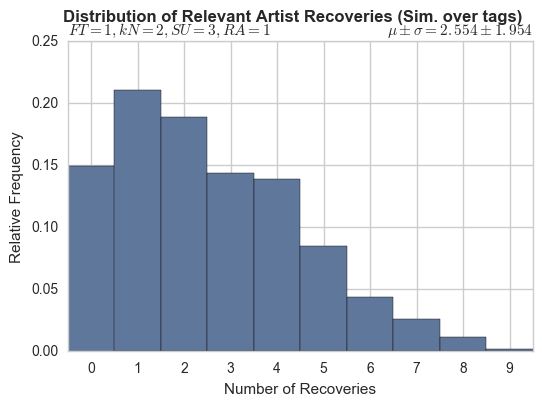 Distribution of Relevant Artist Recoveries (Sim. over tags)
FT = 1, kN = 2, SU = 3, RA = 1 μ ± σ = 2.554 ± 1.954
0.25
0.20
0.15
0.10
0.05
0.00
Relative Frequency
0 1 2 3 4 5 6 7 8 9
Number of Recoveries